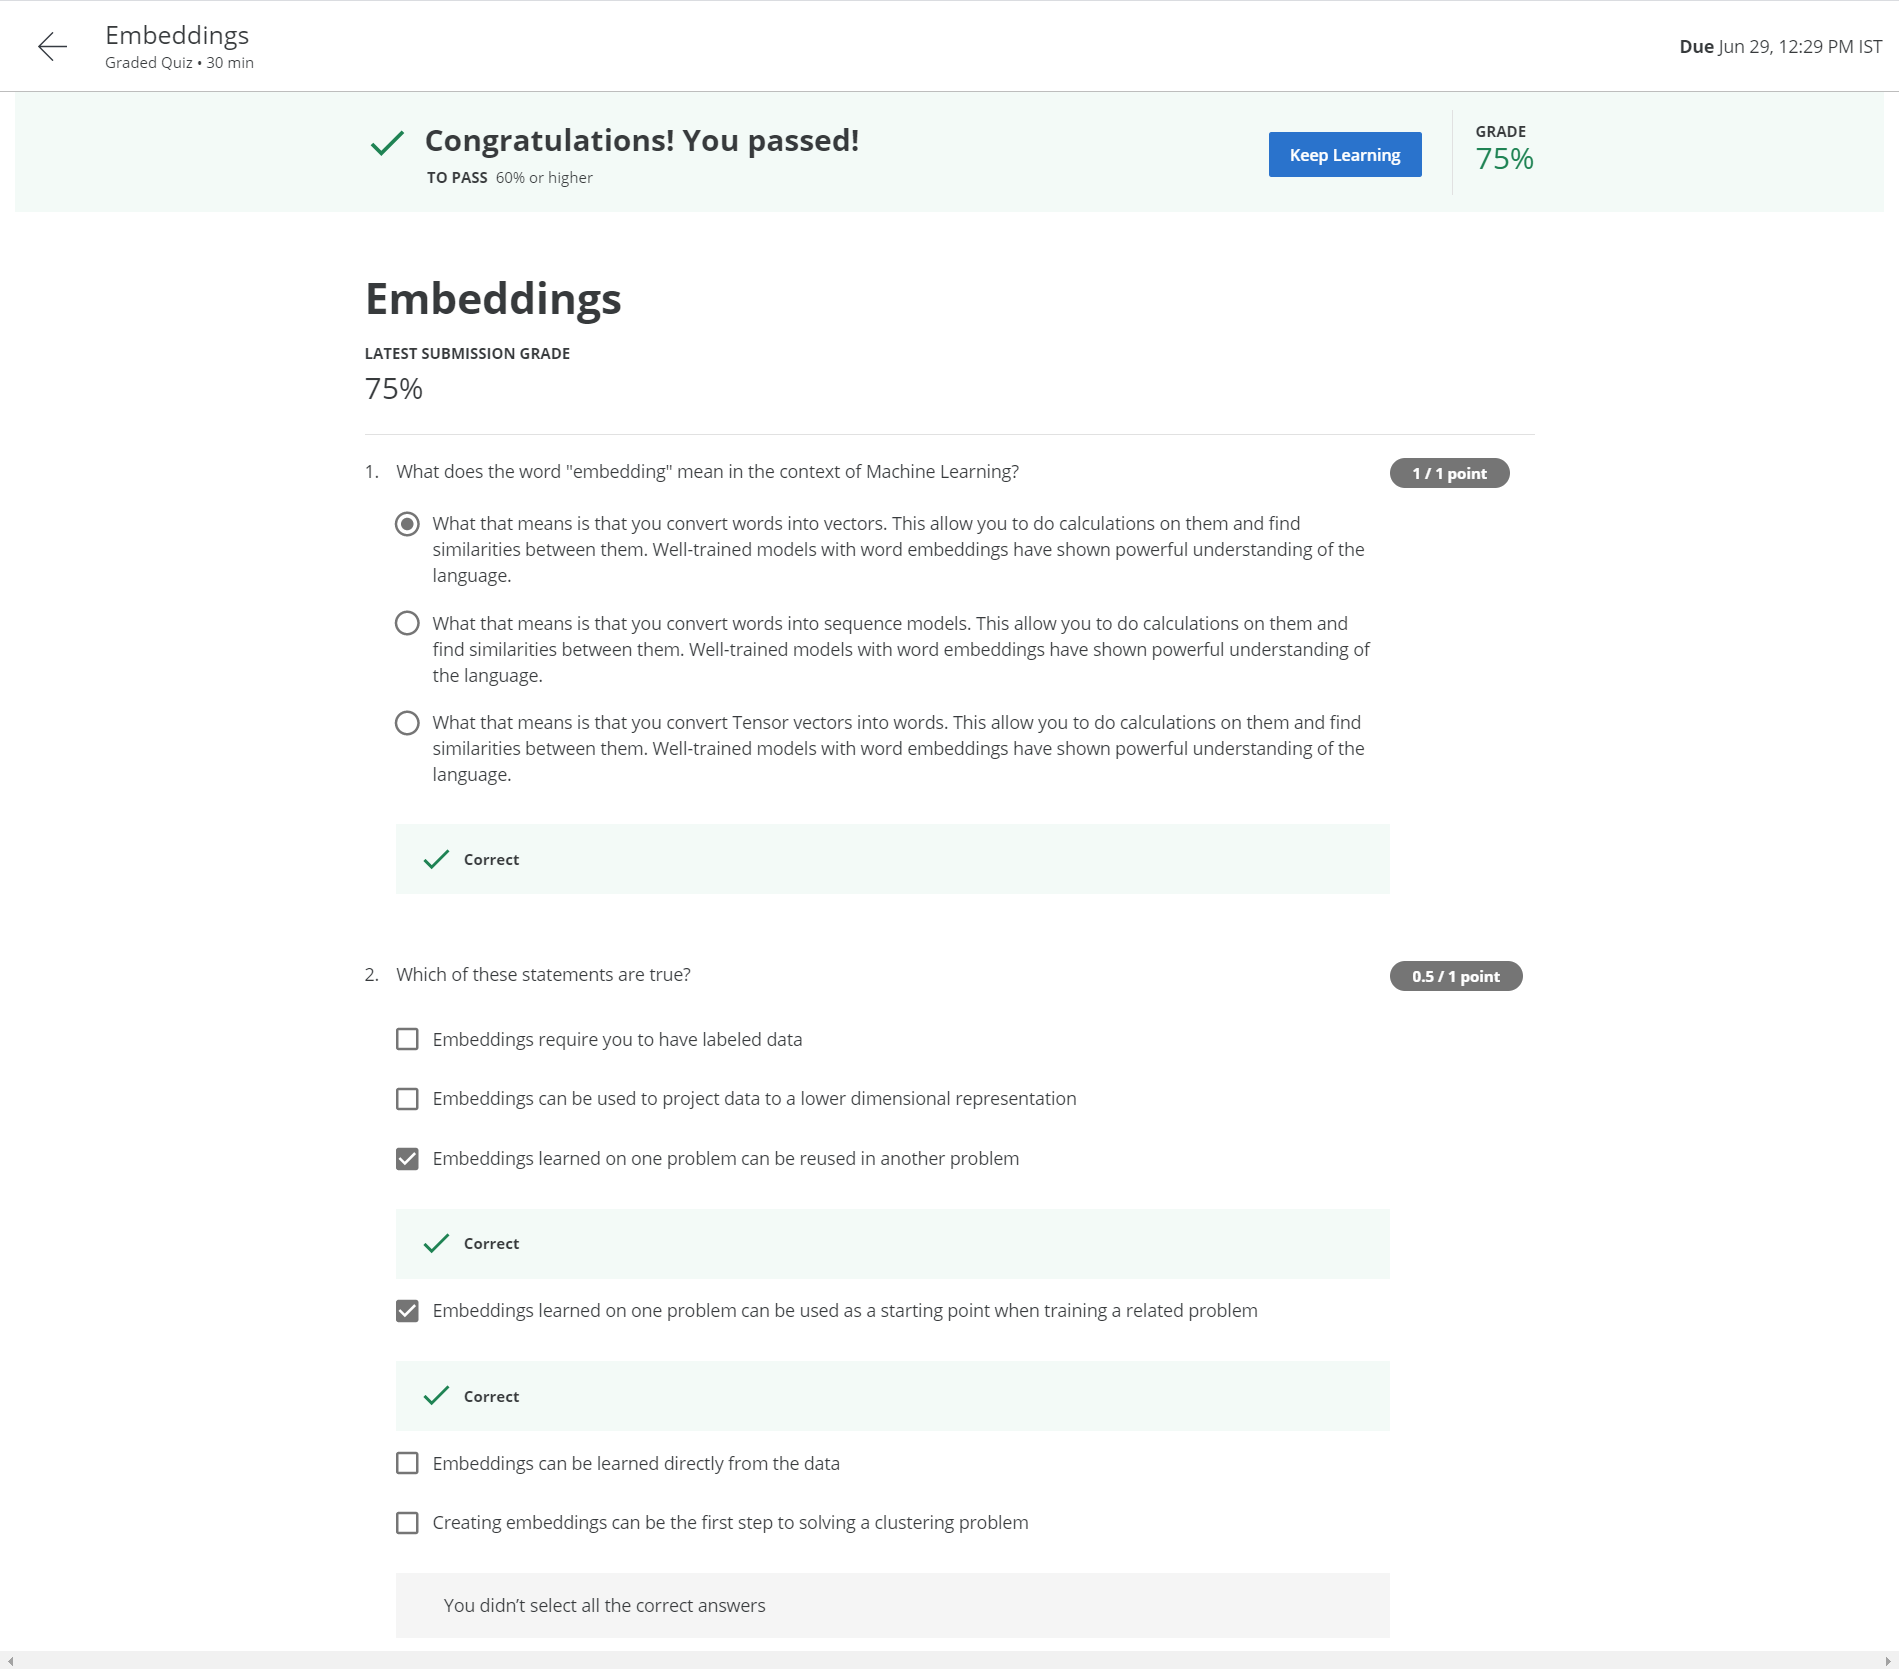 Embeddings
Graded Quiz • 30 min
Due Jun 29, 12:29 PM IST
Congratulations! You passed!
TO PASS 60% or higher
Keep Learning
GRADE
75%
Embeddings
LATEST SUBMISSION GRADE
75%
1. What does the word "embedding" mean in the context of Machine Learning?
1 / 1 point
What that means is that you convert words into vectors. This allow you to do calculations on them and find
similarities between them. Well-trained models with word embeddings have shown powerful understanding of the
language.
What that means is that you convert words into sequence models. This allow you to do calculations on them and
find similarities between them. Well-trained models with word embeddings have shown powerful understanding of
the language.
What that means is that you convert Tensor vectors into words. This allow you to do calculations on them and find
similarities between them. Well-trained models with word embeddings have shown powerful understanding of the
language.
Correct
2. Which of these statements are true?
0.5 / 1 point
Embeddings require you to have labeled data
Embeddings can be used to project data to a lower dimensional representation
Embeddings learned on one problem can be reused in another problem
Correct
Embeddings learned on one problem can be used as a starting point when training a related problem
Correct
Embeddings can be learned directly from the data
Creating embeddings can be the first step to solving a clustering problem
You didn’t select all the correct answers